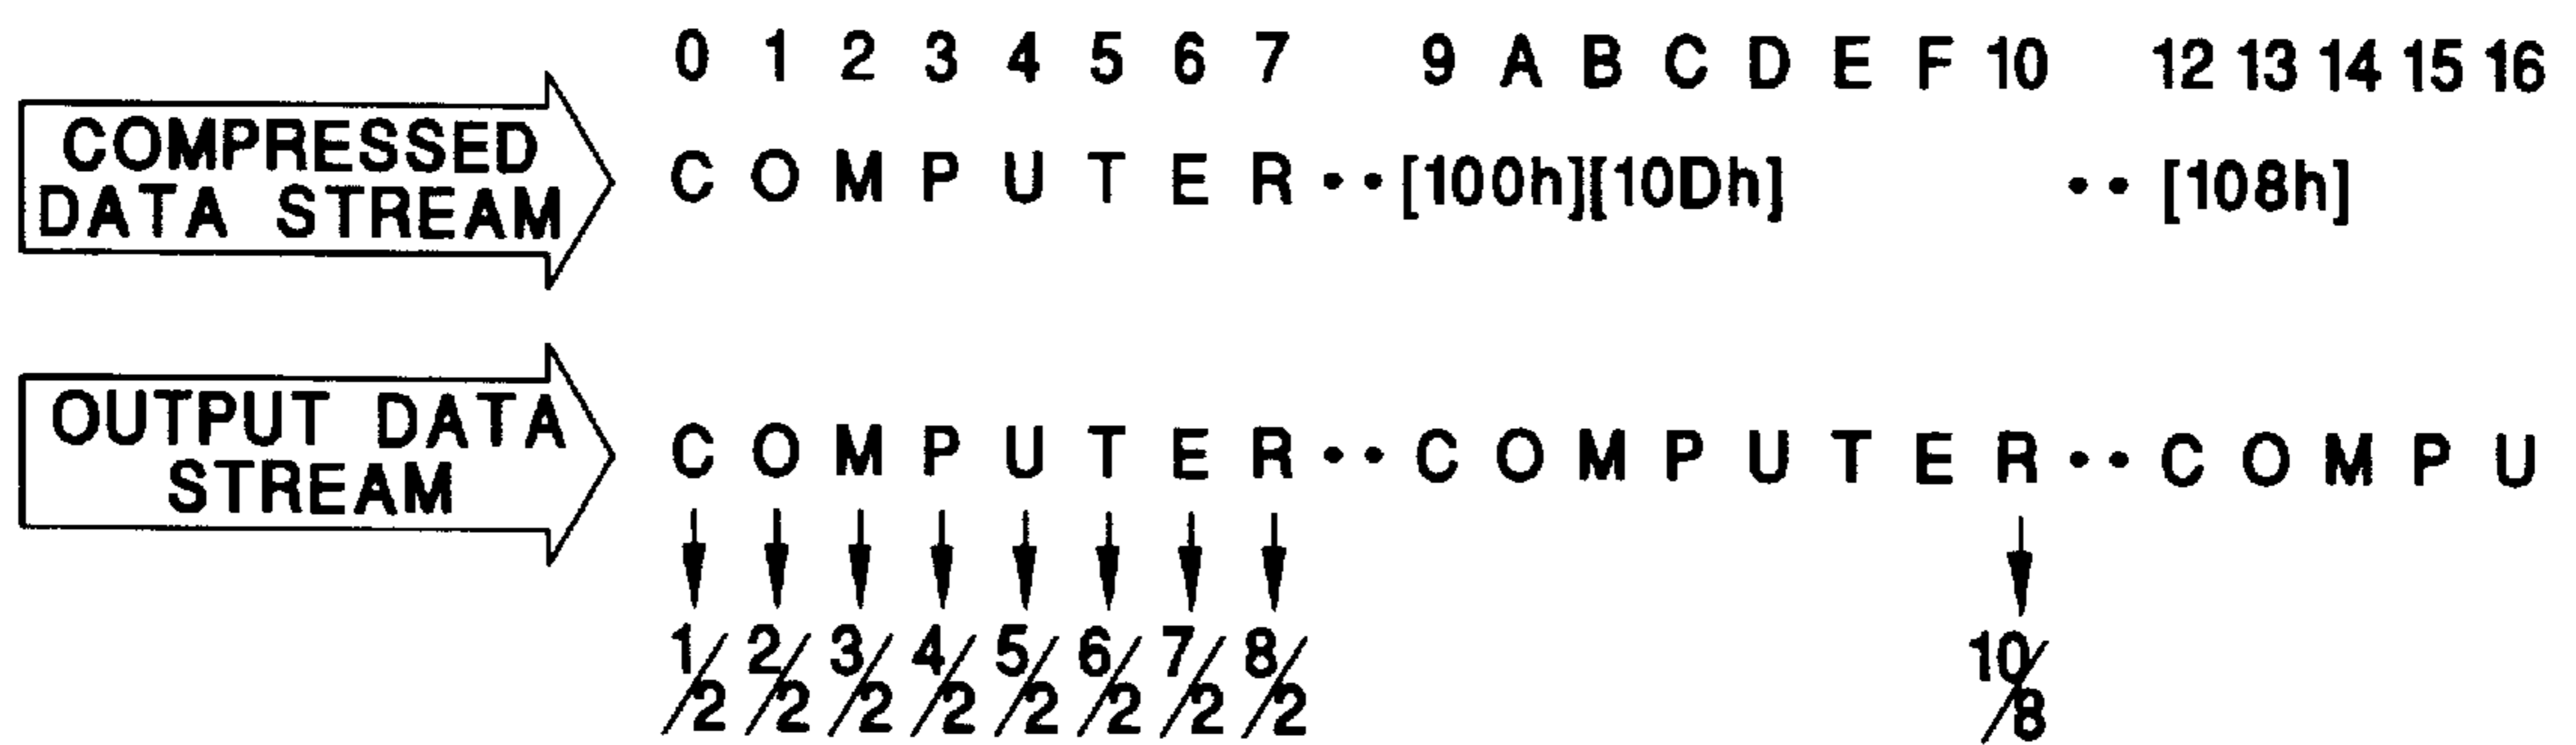 0 1 2 3 4 5 6 7 9 A B C D E F 10 12 13 14 15 16
COMPRESSED
DATA STREAM
C O M P U T E R • • [100h][10Dh] • • [108h]
OUTPUT DATA
STREAM
C O M P U T E R • • C O M P U T E R • • C O M P U
1/2 2/2 3/2 4/2 5/2 6/2 7/2 8/2 10/8